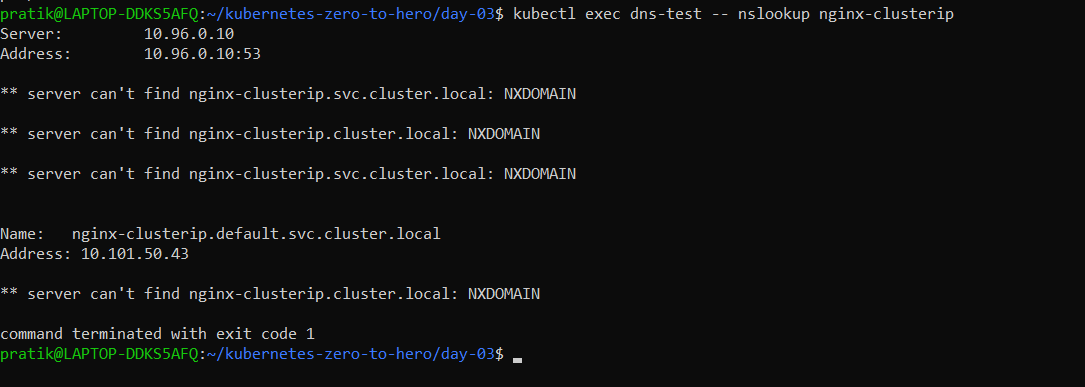 pratik@LAPTOP-DDKS5AFQ:~/kubernetes-zero-to-hero/day-03$ kubectl exec dns-test -- nslookup nginx-clusterip
Server:         10.96.0.10
Address:        10.96.0.10:53
** server can't find nginx-clusterip.svc.cluster.local: NXDOMAIN
** server can't find nginx-clusterip.cluster.local: NXDOMAIN
** server can't find nginx-clusterip.svc.cluster.local: NXDOMAIN
Name:   nginx-clusterip.default.svc.cluster.local
Address: 10.101.50.43
** server can't find nginx-clusterip.cluster.local: NXDOMAIN
command terminated with exit code 1
pratik@LAPTOP-DDKS5AFQ:~/kubernetes-zero-to-hero/day-03$